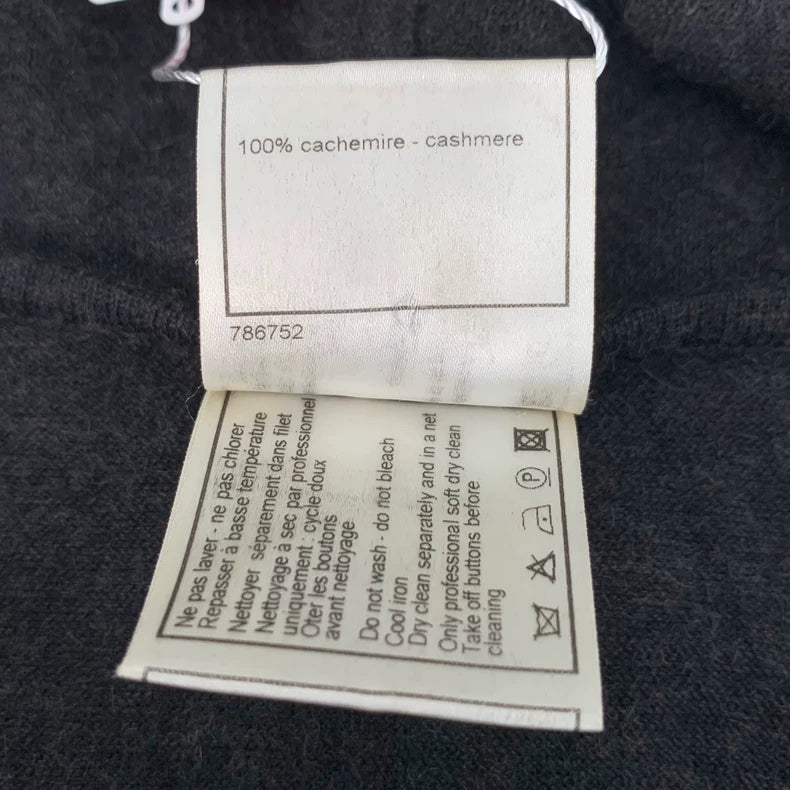 e
100% cachemire - cashmere
786752
Ne pas laver - ne pas chlorer
Repasser à basse température
Nettoyer séparement dans filet
Nettoyage à sec par professionnel
uniquement : cycle doux
Oter les boutons
avant nettoyage
Do not wash - do not bleach
Cool iron
Dry clean separately and in a net
Only professional soft dry clean
Take off buttons before
cleaning
P